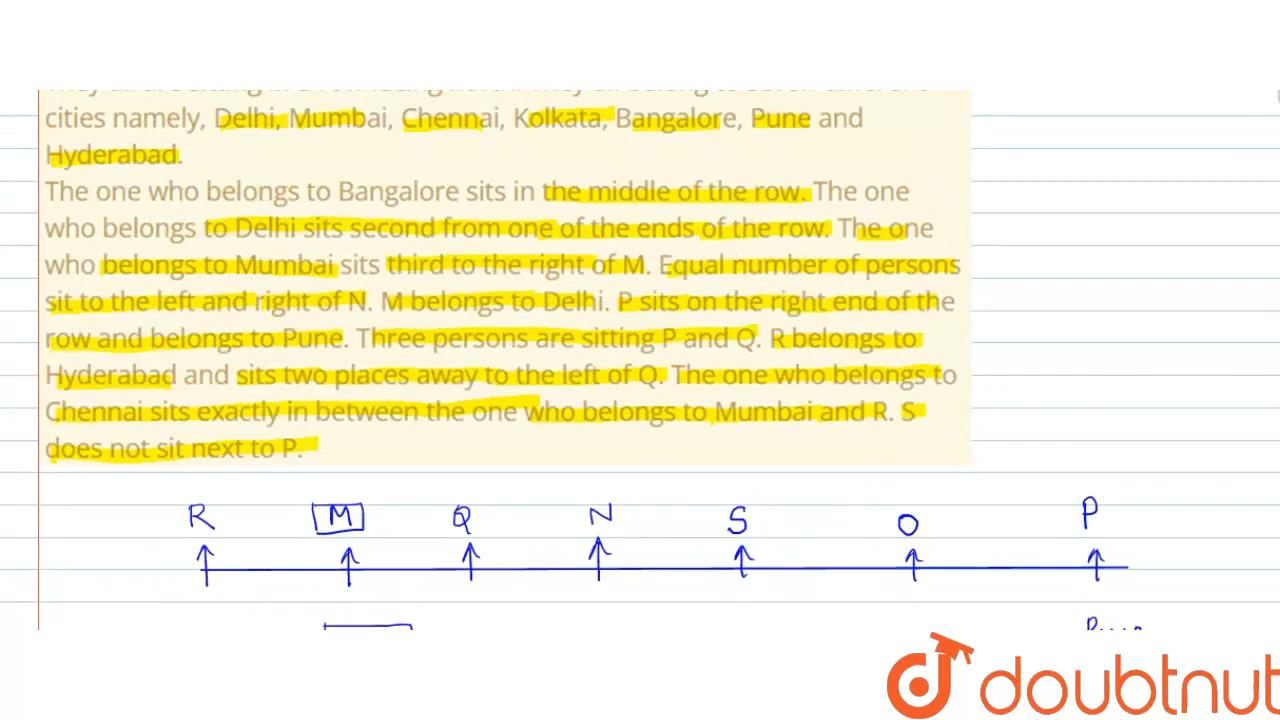 cities namely, Delhi, Mumbai, Chennai, Kolkata, Bangalore, Pune and
Hyderabad.
The one who belongs to Bangalore sits in the middle of the row. The one
who belongs to Delhi sits second from one of the ends of the row. The one
who belongs to Mumbai sits third to the right of M. Equal number of persons
sit to the left and right of N. M belongs to Delhi. P sits on the right end of the
row and belongs to Pune. Three persons are sitting P and Q. R belongs to
Hyderabad and sits two places away to the left of Q. The one who belongs to
Chennai sits exactly in between the one who belongs to Mumbai and R. S
does not sit next to P.
R M Q N S O P
doubtnut